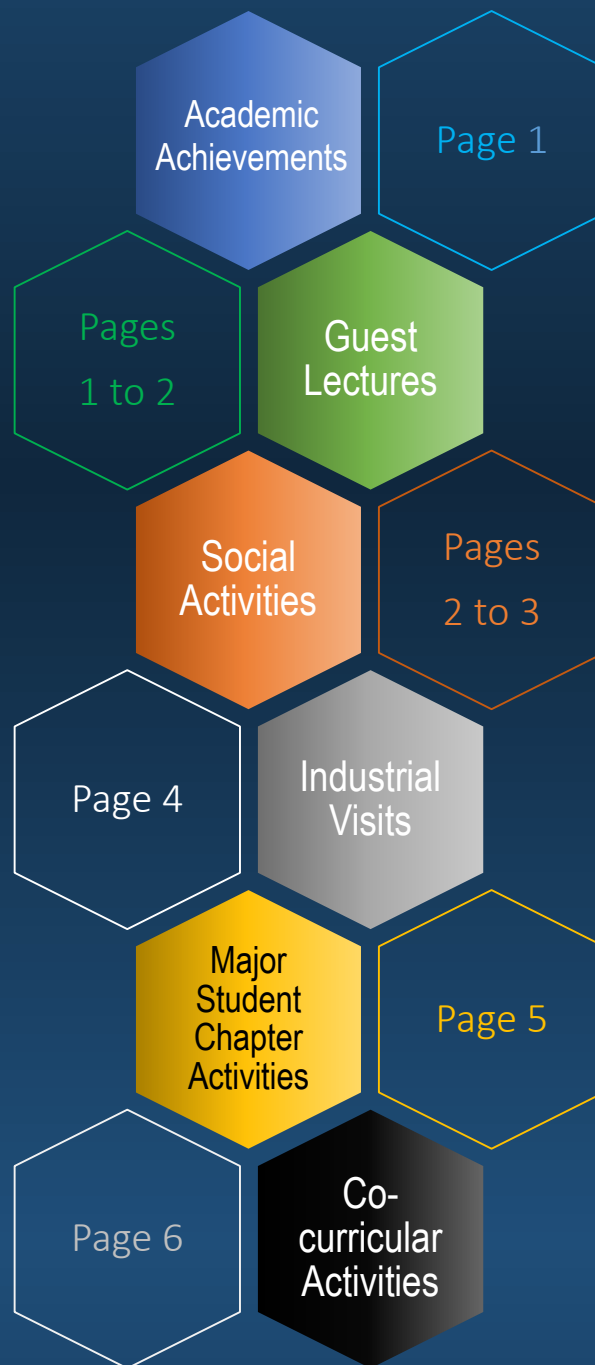 Academic
Achievements
Page 1
Pages
1 to 2
Guest
Lectures
Social
Activities
Pages
2 to 3
Page 4
Industrial
Visits
Major
Student
Chapter
Activities
Page 5
Page 6
Co-
curricular
Activities